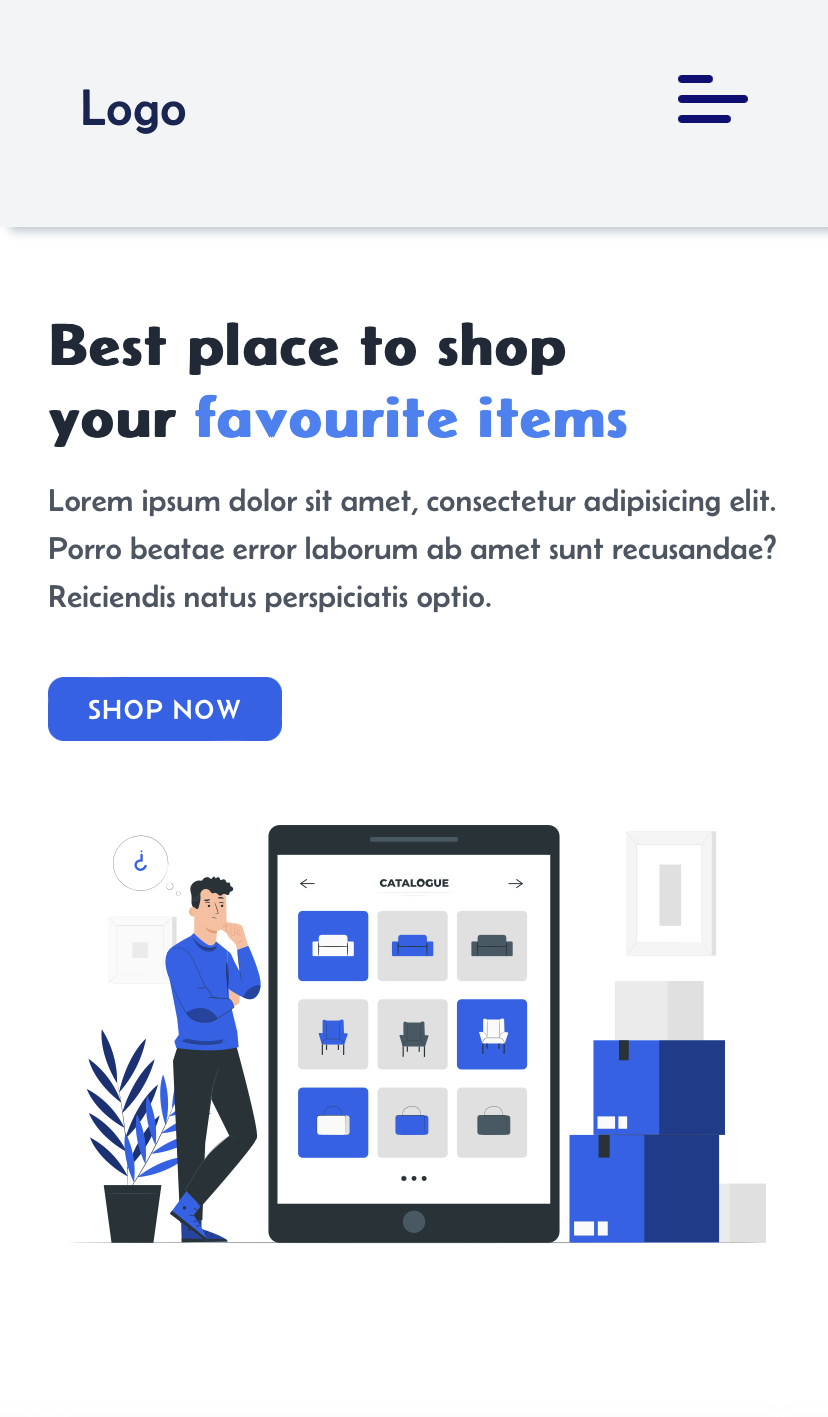 Logo
Best place to shop
your favourite items
Lorem ipsum dolor sit amet, consectetur adipisicing elit.
Porro beatae error laborum ab amet sunt recusandae?
Reiciendis natus perspiciatis optio.
SHOP NOW
¿
CATALOGUE